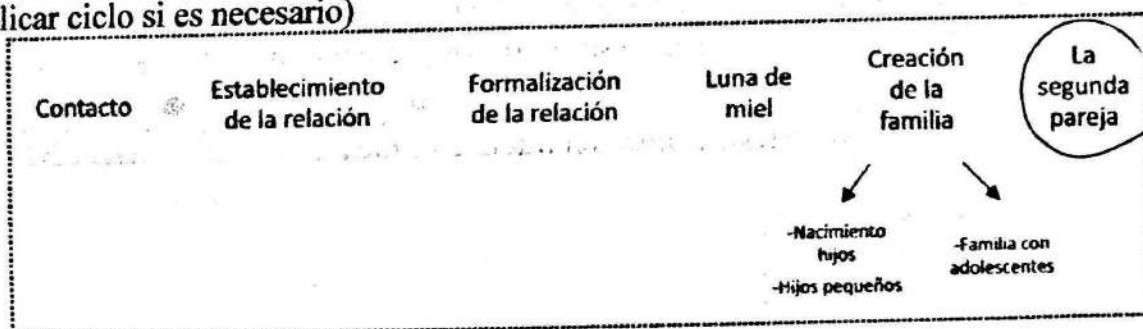 licar ciclo si es necesario)
Contacto
Establecimiento
de la relación
Formalización
de la relación
Luna de
miel
Creación
de la
familia
La
segunda
pareja
-Nacimiento
hijos
-Hijos pequeños
-Familia con
adolescentes